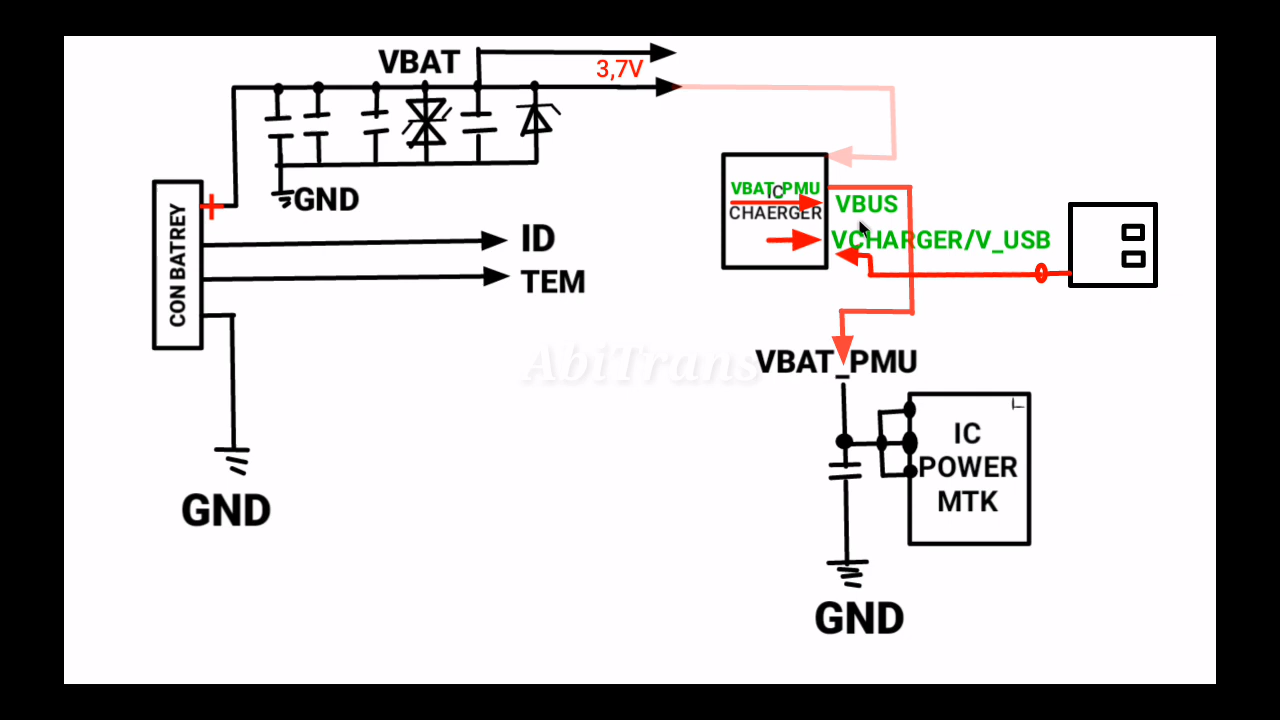 VBAT
3,7V
GND
+
CON BATREY
ID
TEM
GND
VBAT_PMU
IC
CHAERGER
VBUS
VCHARGER/V_USB
AbiTrans
VBAT_PMU
IC
POWER
MTK
GND